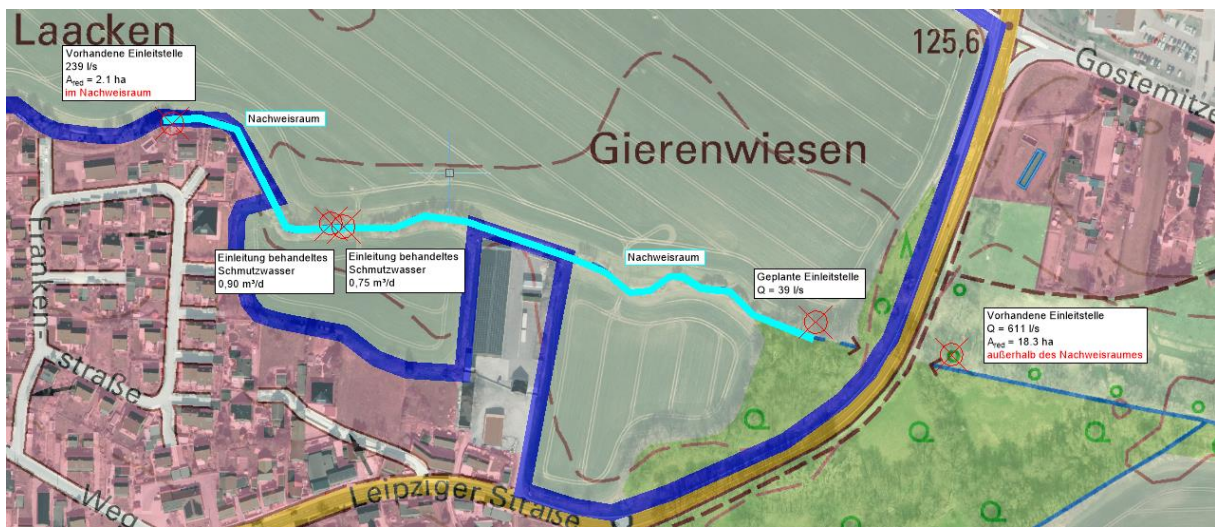 Laacken
Vorhandene Einleitstelle
239 l/s
Ared = 2.1 ha
im Nachweisraum
Nachweisraum
125,6
Gostemitze
Gierenwiesen
Franken-
straße
Einleitung behandeltes
Schmutzwasser
0,90 m³/d
Einleitung behandeltes
Schmutzwasser
0,75 m³/d
Nachweisraum
Geplante Einleitstelle
Q = 39 l/s
Vorhandene Einleitstelle
Q = 611 l/s
Ared = 18.3 ha
außerhalb des Nachweisraumes
Weg
Leipziger Straße